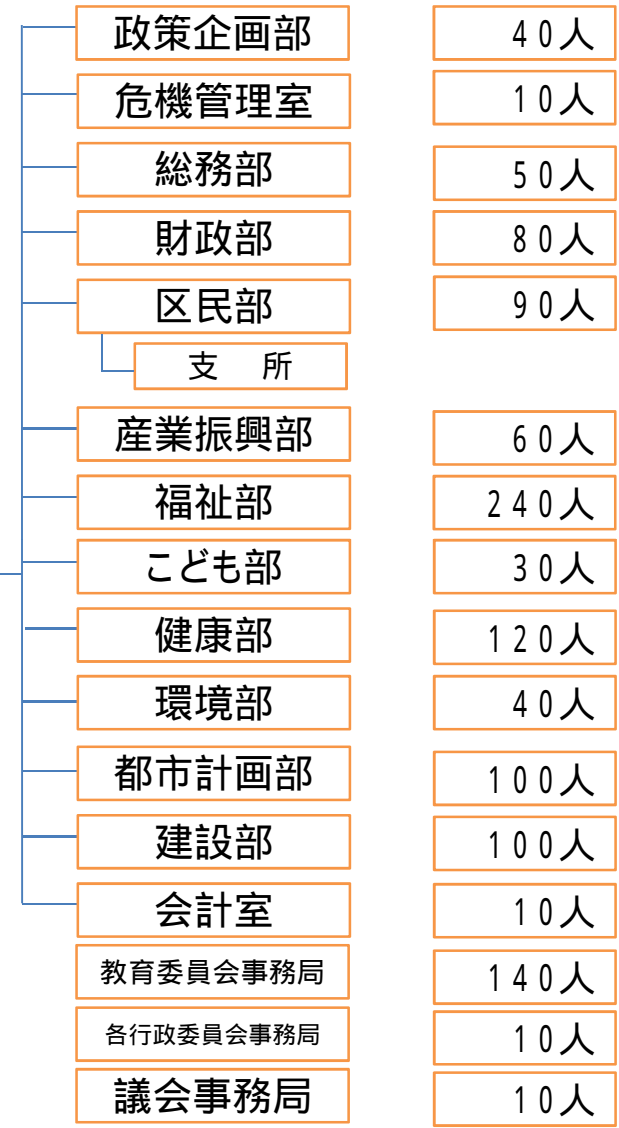 政策企画部 40人
危機管理室 10人
総務部 50人
財政部 80人
区民部 90人
支 所
産業振興部 60人
福祉部 240人
こども部 30人
健康部 120人
環境部 40人
都市計画部 100人
建設部 100人
会計室 10人
教育委員会事務局 140人
各行政委員会事務局 10人
議会事務局 10人